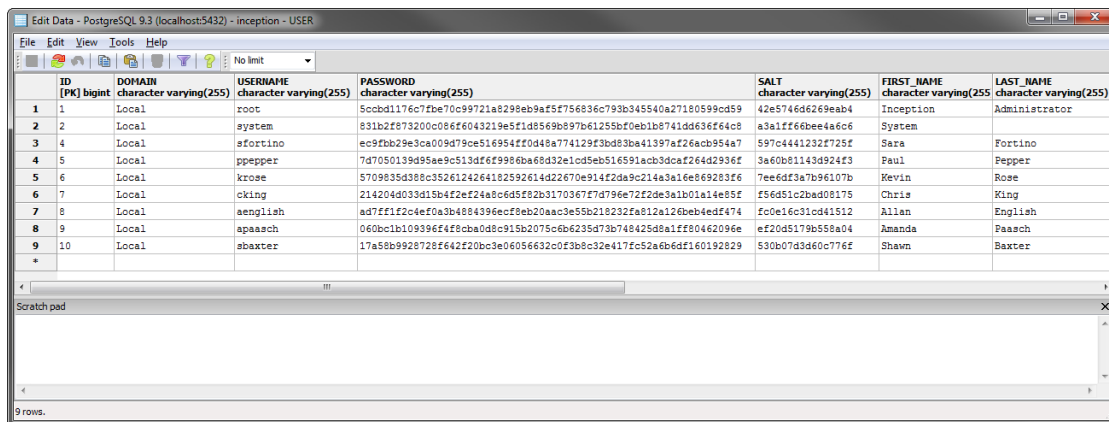 Edit Data - PostgreSQL 9.3 (localhost:5432) - inception - USER
File Edit View Tools Help
No limit
ID DOMAIN USERNAME PASSWORD SALT FIRST_NAME LAST_NAME
[PK] bigint character varying(255) character varying(255) character varying(255) character varying(255) character varying(255 character varying(255)
1 1 Local root 5ccbd1176c7fbe70c99721a8298eb9af5f756836c793b345540a27180599cd59 42e5746d6269eab4 Inception Administrator
2 2 Local system 831b2f873200c086f6043219e5f1d8569b897b61255bf0eb1b8741dd636f64c8 a3a1ff66bee4a6c6 System
3 4 Local sfortino ec9fbb29e3ca009d79ce516954ff0d48a774129f3bd83ba41397af26acb954a7 597c4441232f725f Sara Fortino
4 5 Local ppepper 7d7050139d95ae9c513df6f9986ba68d32e1cd5eb516591acb3dcaf264d2936f 3a60b81143d924f3 Paul Pepper
5 6 Local krose 5709835d388c3526124264182592614d22670e914f2da9c214a3a16e869283f6 7ee6df3a7b96107b Kevin Rose
6 7 Local cking 214204d033d15b4f2ef24a8c6d5f82b3170367f7d796e72f2de3a1b01a14e85f f56d51c2bad08175 Chris King
7 8 Local aenglish ad7ff1f2c4ef0a3b4884396ecf8eb20aac3e55b218232fa812a126beb4edf474 fc0e16c31cd41512 Allan English
8 9 Local apaasch 060bc1b109396f4f8cba0d8c915b2075c6b6235d73b748425d8a1ff80462096e ef20d5179b558a04 Amanda Paasch
9 10 Local sbaxter 17a58b9928728f642f20bc3e06056632c0f3b8c32e417fc52a6b6df160192829 530b07d3d60c776f Shawn Baxter
*
Scratch pad
9 rows.